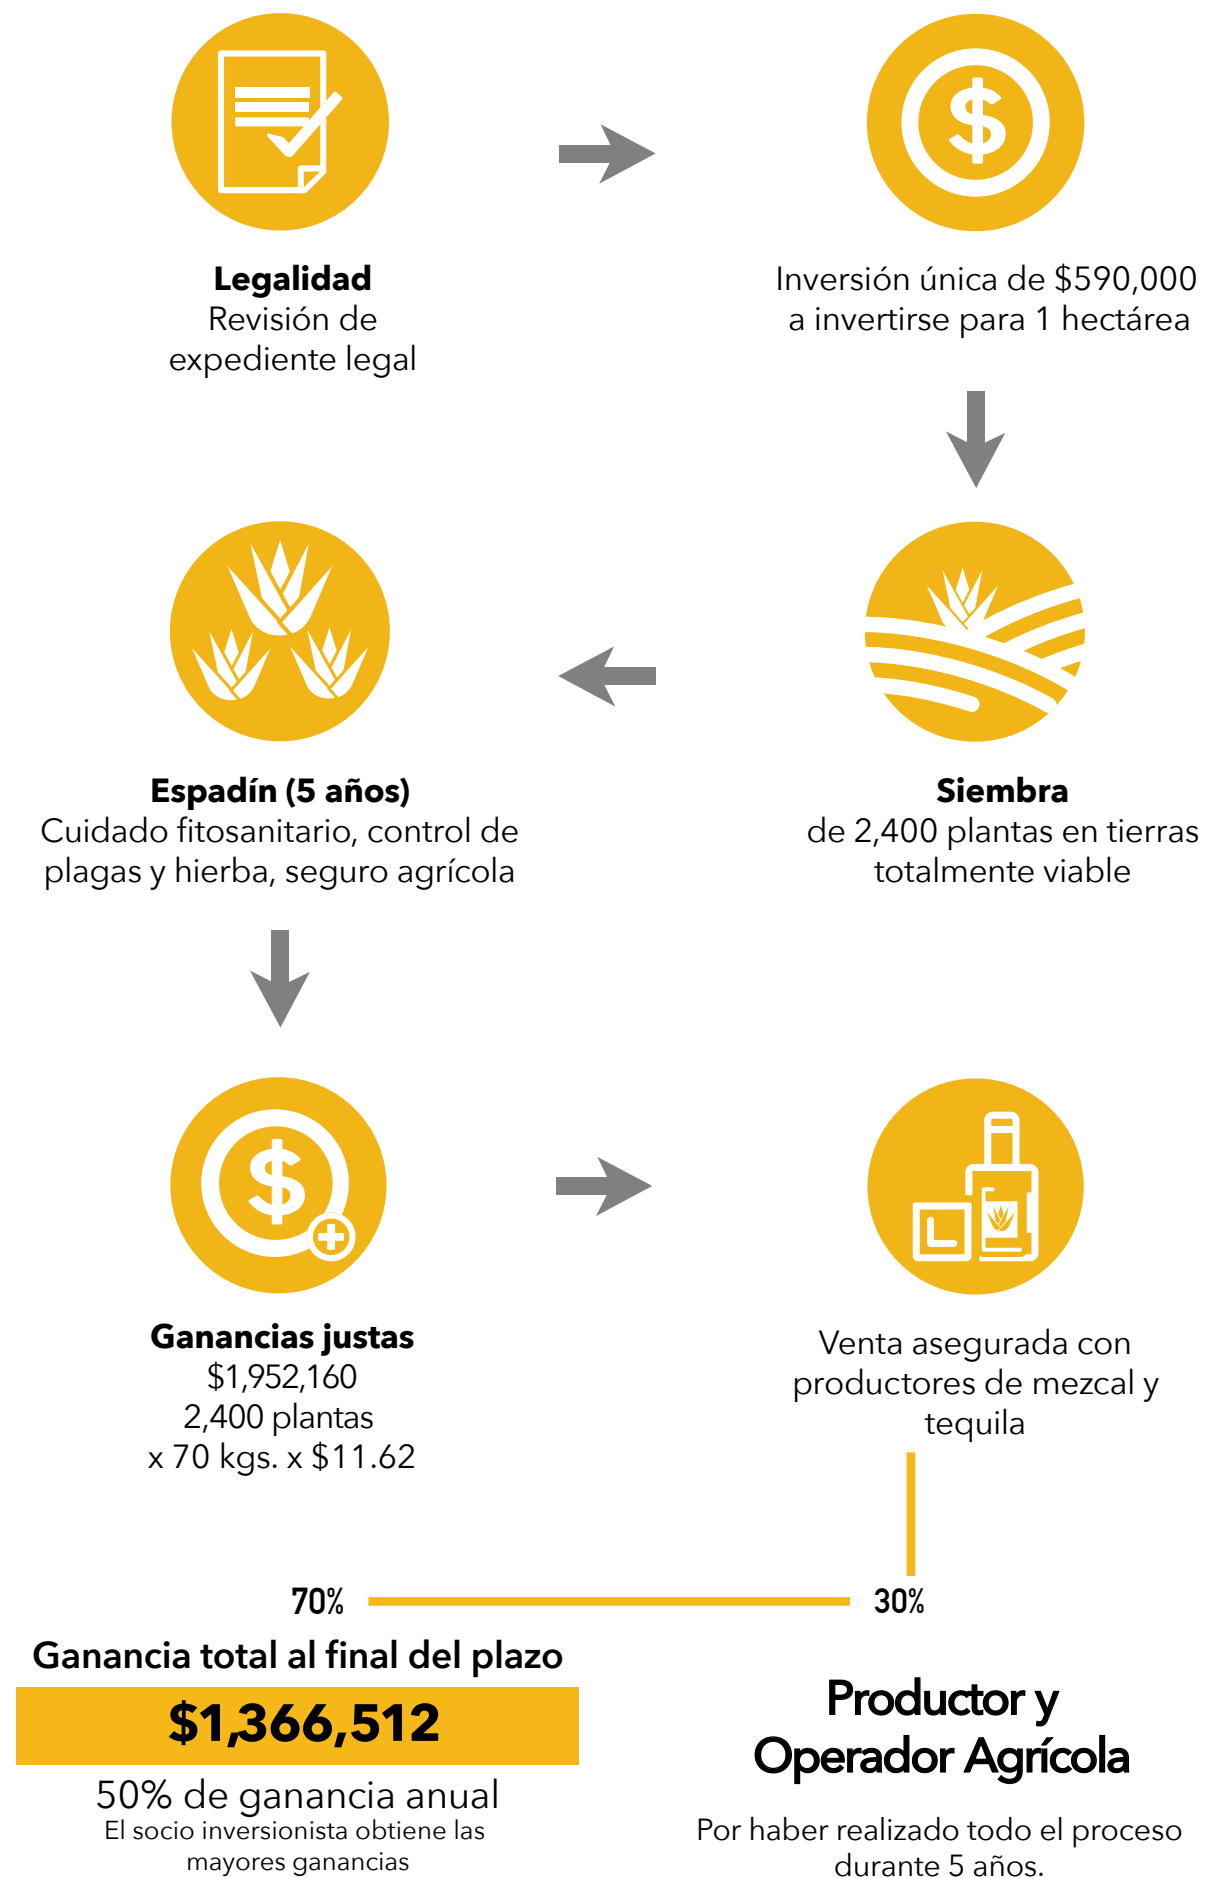 Legalidad
Revisión de
expediente legal
Inversión única de $590,000
a invertirse para 1 hectárea
Siembra
de 2,400 plantas en tierras
totalmente viable
Espadín (5 años)
Cuidado fitosanitario, control de
plagas y hierba, seguro agrícola
Ganancias justas
$1,952,160
2,400 plantas
x 70 kgs. x $11.62
Venta asegurada con
productores de mezcal y
tequila
70%
Ganancia total al final del plazo
$1,366,512
50% de ganancia anual
El socio inversionista obtiene las
mayores ganancias
30%
Productor y
Operador Agrícola
Por haber realizado todo el proceso
durante 5 años.